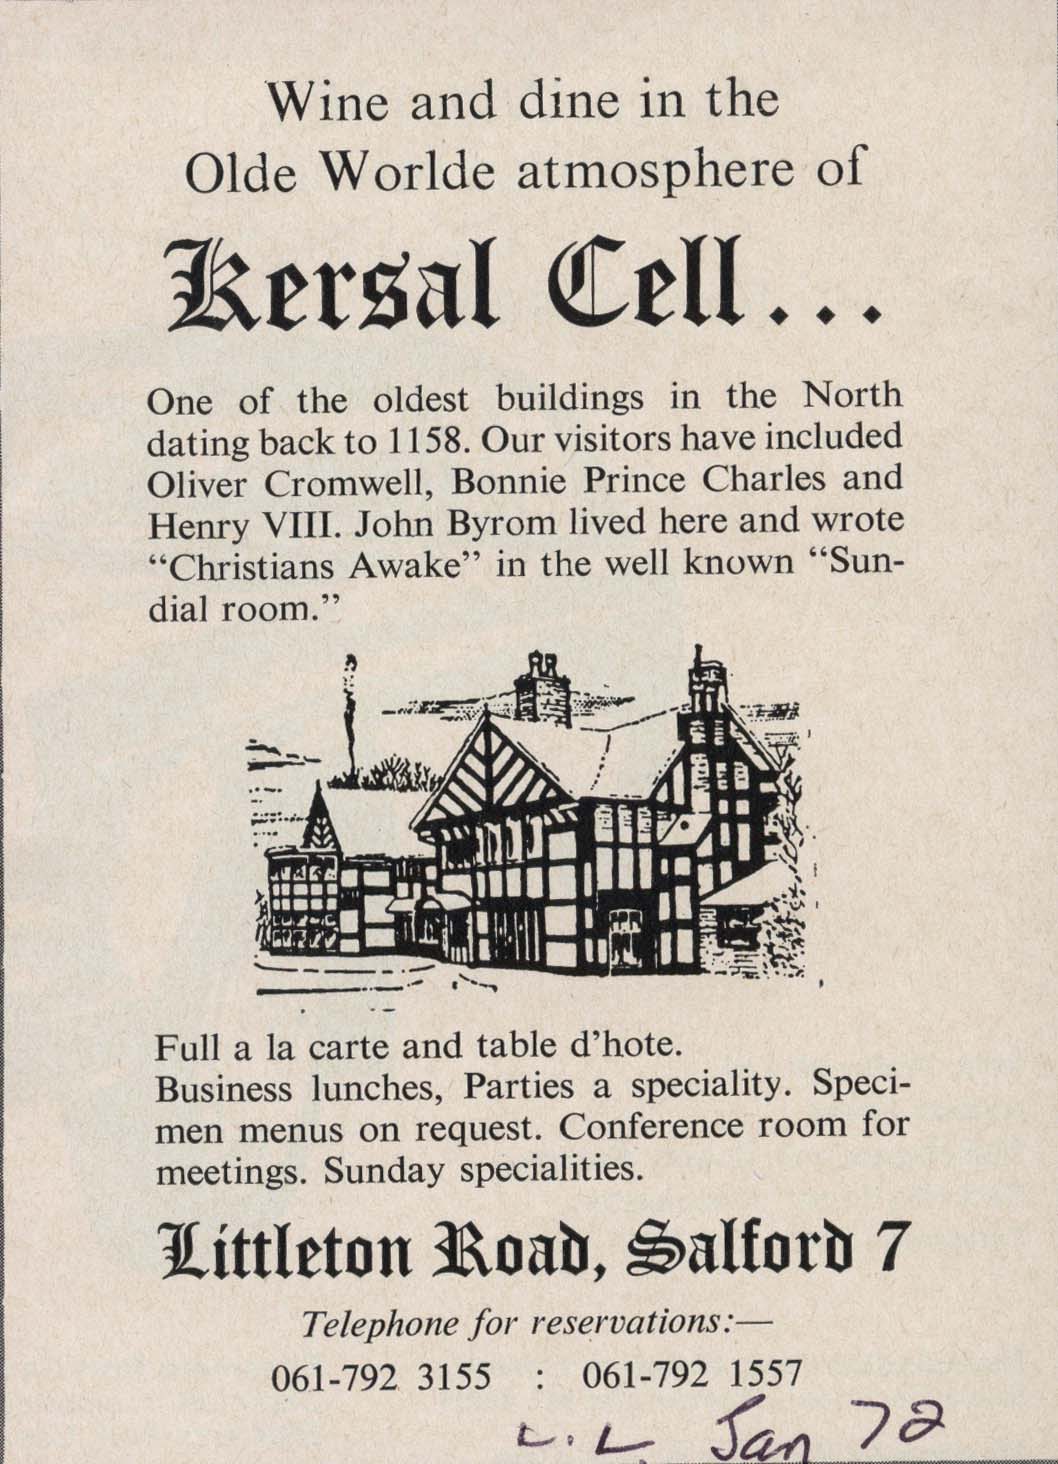 Wine and dine in the
Olde Worlde atmosphere of
Kersal Cell...
One of the oldest buildings in the North
dating back to 1158. Our visitors have included
Oliver Cromwell, Bonnie Prince Charles and
Henry VIII. John Byrom lived here and wrote
“Christians Awake” in the well known “Sun-
dial room.”
Full a la carte and table d’hote.
Business lunches, Parties a speciality. Speci-
men menus on request. Conference room for
meetings. Sunday specialities.
Littleton Road, Salford 7
Telephone for reservations:—
061-792 3155 : 061-792 1557
L.L. Jan 72